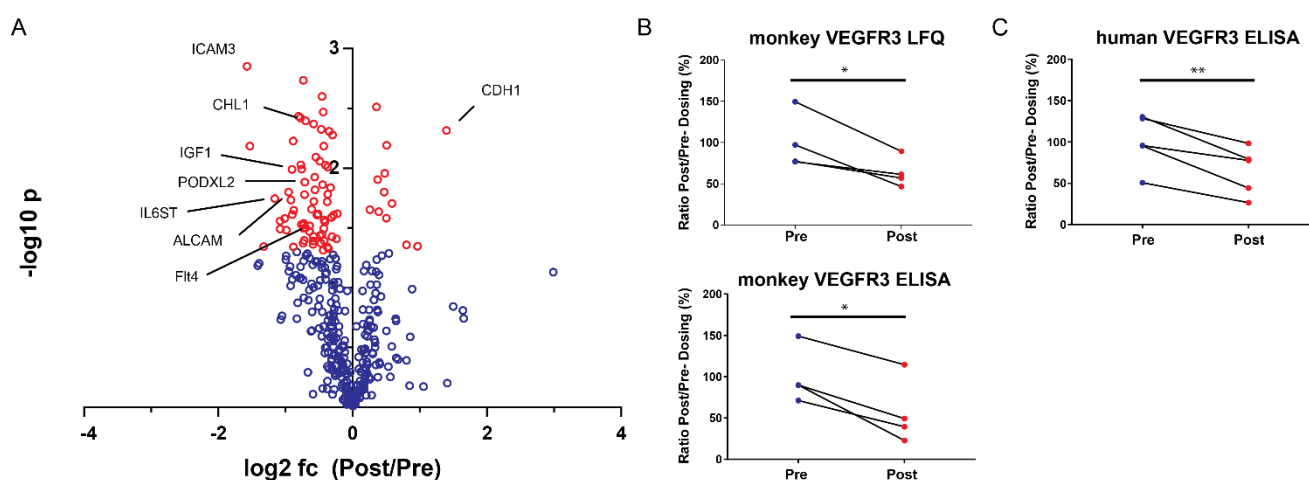 A
ICAM3
CHL1
IGF1
PODXL2
IL6ST
ALCAM
Flt4
CDH1
-log10 p
3
2
1
-4
-2
0
2
4
log2 fc (Post/Pre)
B
monkey VEGFR3 LFQ
Ratio Post/Pre- Dosing (%)
200
150
100
50
0
*
Pre
Post
monkey VEGFR3 ELISA
Ratio Post/Pre- Dosing (%)
200
150
100
50
0
*
Pre
Post
C
human VEGFR3 ELISA
Ratio Post/Pre- Dosing (%)
200
150
100
50
0
**
Pre
Post